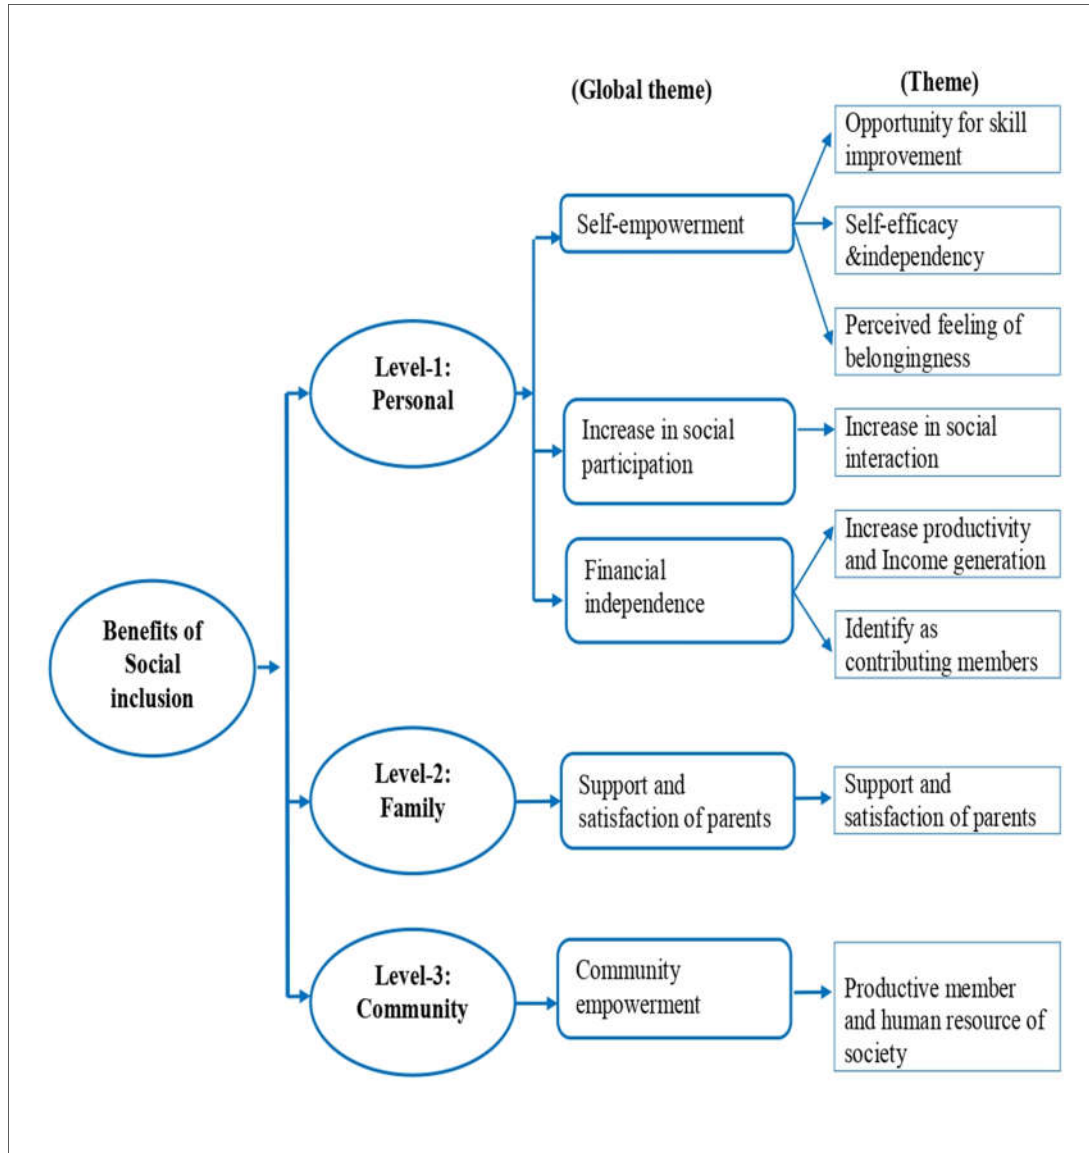 (Global theme)
(Theme)
Opportunity for skill
improvement
Self-empowerment
Self-efficacy
&independency
Perceived feeling of
belongingness
Level-1:
Personal
Increase in social
participation
Increase in social
interaction
Financial
independence
Increase productivity
and Income generation
Identify as
contributing members
Benefits of
Social
inclusion
Level-2:
Family
Support and
satisfaction of parents
Support and
satisfaction of parents
Level-3:
Community
Community
empowerment
Productive member
and human resource of
society